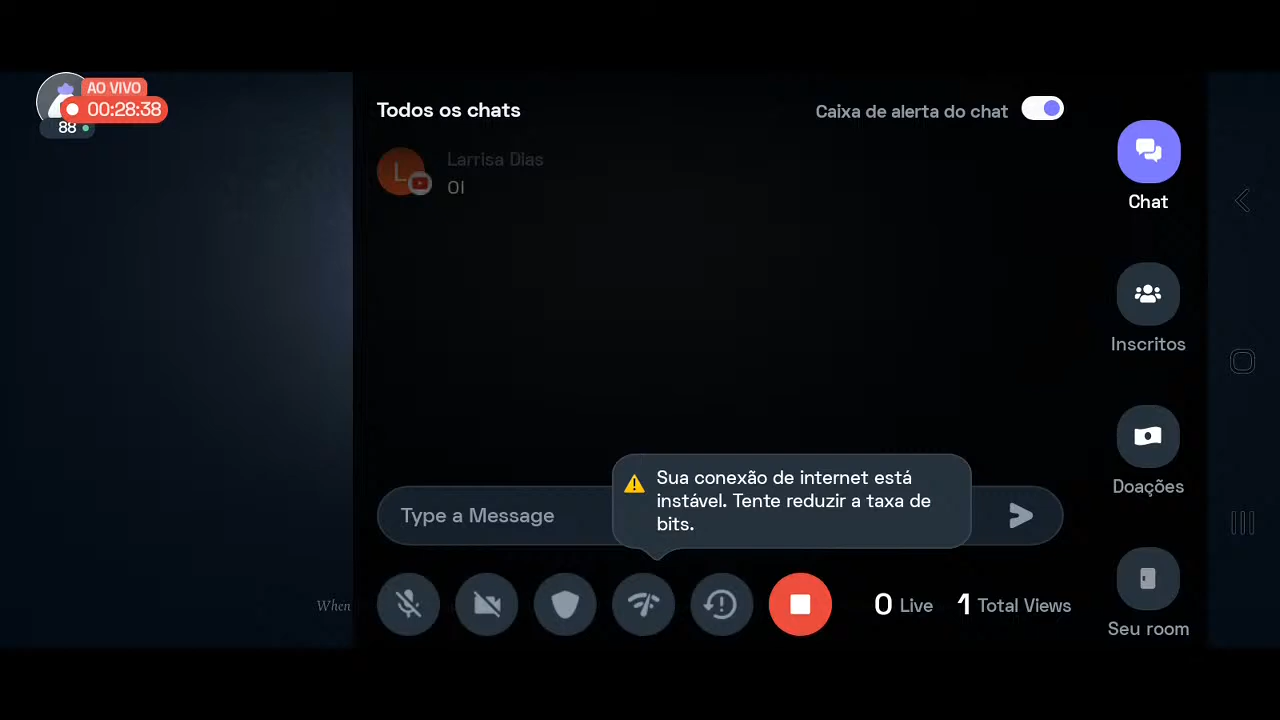 AO VIVO
00:28:38
88
Todos os chats
Caixa de alerta do chat
L
Larrisa Dias
OI
Chat
Inscritos
Doações
Seu room
Sua conexão de internet está
instável. Tente reduzir a taxa de
bits.
Type a Message
When
0 Live
1 Total Views